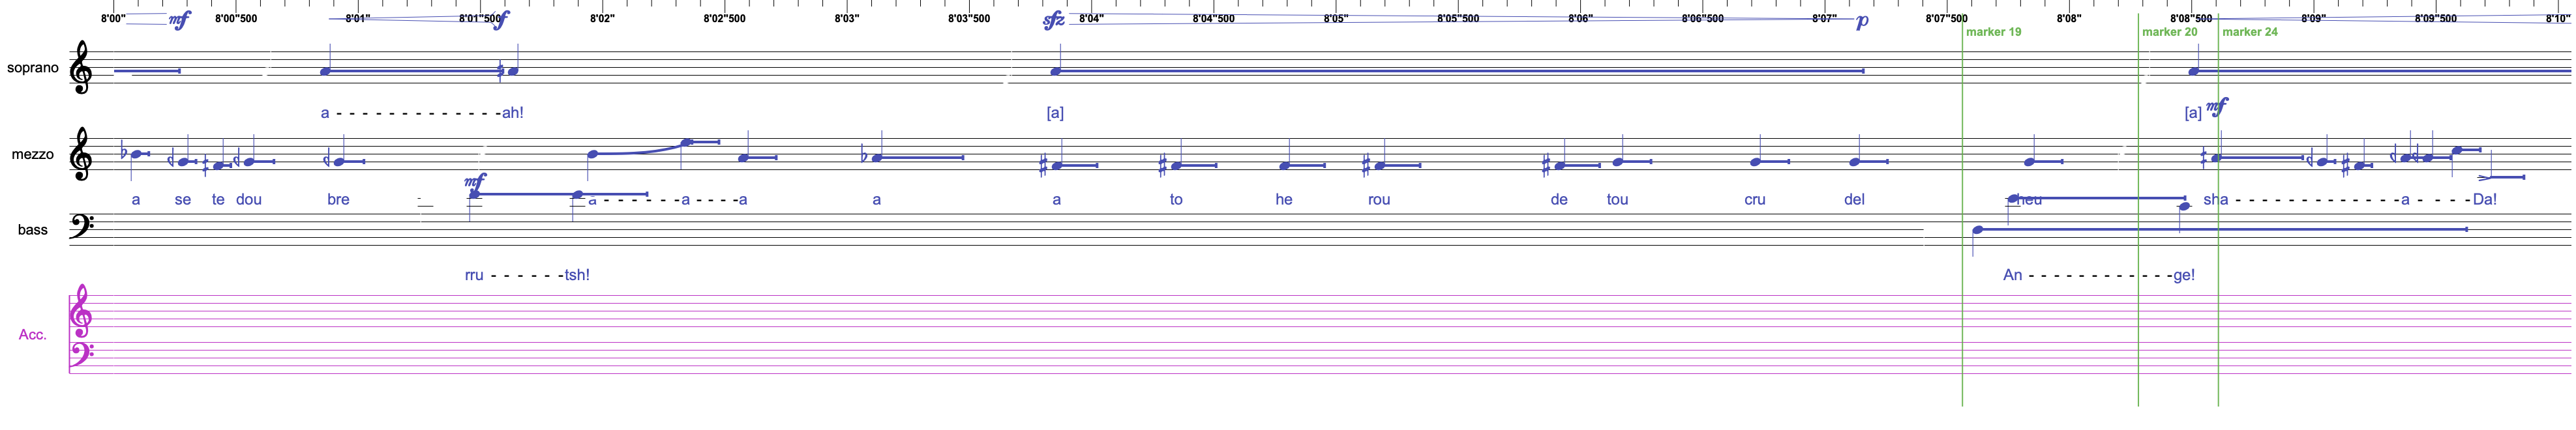 8'00" 8'00"500 8'01" 8'01"500 8'02" 8'02"500 8'03" 8'03"500 8'04" 8'04"500 8'05" 8'05"500 8'06" 8'06"500 8'07" 8'07"500 8'08" 8'08"500 8'09" 8'09"500 8'10"
mf f sfz p
marker 19 marker 20 marker 24
soprano
a - - - - - - - - - - - - -ah! [a] [a] mf
mezzo
mf
a se te dou bre a - - - - - -a - - - -a a a to he rou de tou cru del heu sha - - - - - - - - - - - - -a - - - - -Da!
bass
rru - - - - - -tsh! An - - - - - - - - - - -ge!
Acc.